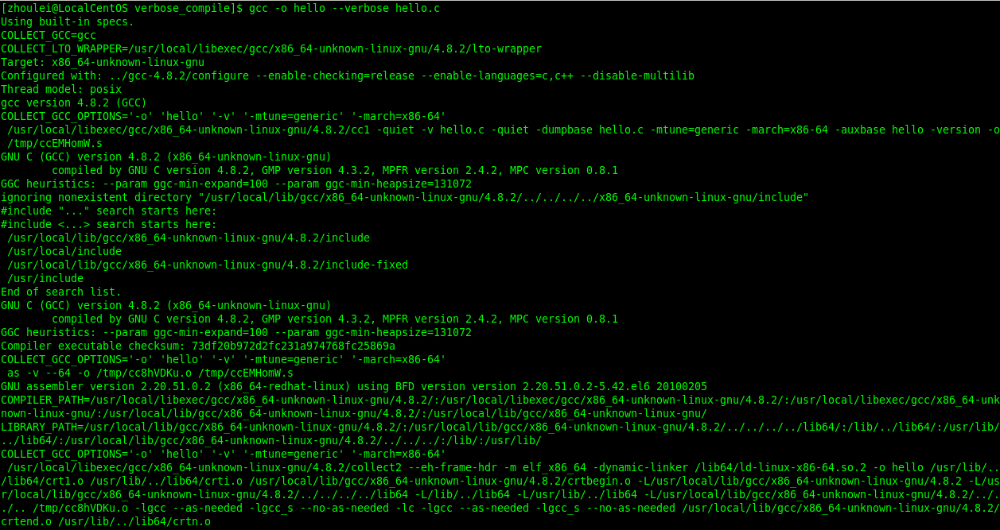 [zhoulei@LocalCentOS verbose_compile]$ gcc -o hello --verbose hello.c
Using built-in specs.
COLLECT_GCC=gcc
COLLECT_LTO_WRAPPER=/usr/local/libexec/gcc/x86_64-unknown-linux-gnu/4.8.2/lto-wrapper
Target: x86_64-unknown-linux-gnu
Configured with: ../gcc-4.8.2/configure --enable-checking=release --enable-languages=c,c++ --disable-multilib
Thread model: posix
gcc version 4.8.2 (GCC)
COLLECT_GCC_OPTIONS='-o' 'hello' '-v' '-mtune=generic' '-march=x86-64'
 /usr/local/libexec/gcc/x86_64-unknown-linux-gnu/4.8.2/cc1 -quiet -v hello.c -quiet -dumpbase hello.c -mtune=generic -march=x86-64 -auxbase hello -version -o
 /tmp/ccEMHomW.s
GNU C (GCC) version 4.8.2 (x86_64-unknown-linux-gnu)
        compiled by GNU C version 4.8.2, GMP version 4.3.2, MPFR version 2.4.2, MPC version 0.8.1
GGC heuristics: --param ggc-min-expand=100 --param ggc-min-heapsize=131072
ignoring nonexistent directory "/usr/local/lib/gcc/x86_64-unknown-linux-gnu/4.8.2/../../../../x86_64-unknown-linux-gnu/include"
#include "..." search starts here:
#include <...> search starts here:
 /usr/local/lib/gcc/x86_64-unknown-linux-gnu/4.8.2/include
 /usr/local/include
 /usr/local/lib/gcc/x86_64-unknown-linux-gnu/4.8.2/include-fixed
 /usr/include
End of search list.
GNU C (GCC) version 4.8.2 (x86_64-unknown-linux-gnu)
        compiled by GNU C version 4.8.2, GMP version 4.3.2, MPFR version 2.4.2, MPC version 0.8.1
GGC heuristics: --param ggc-min-expand=100 --param ggc-min-heapsize=131072
Compiler executable checksum: 73df20b972d2fc231a974768fc25869a
COLLECT_GCC_OPTIONS='-o' 'hello' '-v' '-mtune=generic' '-march=x86-64'
 as -v --64 -o /tmp/cc8hVDKu.o /tmp/ccEMHomW.s
GNU assembler version 2.20.51.0.2 (x86_64-redhat-linux) using BFD version version 2.20.51.0.2-5.42.el6 20100205
COMPILER_PATH=/usr/local/libexec/gcc/x86_64-unknown-linux-gnu/4.8.2/:/usr/local/libexec/gcc/x86_64-unknown-linux-gnu/4.8.2/:/usr/local/libexec/gcc/x86_64-unk
nown-linux-gnu/:/usr/local/lib/gcc/x86_64-unknown-linux-gnu/4.8.2/:/usr/local/lib/gcc/x86_64-unknown-linux-gnu/
LIBRARY_PATH=/usr/local/lib/gcc/x86_64-unknown-linux-gnu/4.8.2/:/usr/local/lib/gcc/x86_64-unknown-linux-gnu/4.8.2/../../../../lib64/:/lib/../lib64/:/usr/lib/
../lib64/:/usr/local/lib/gcc/x86_64-unknown-linux-gnu/4.8.2/../../../:/lib/:/usr/lib/
COLLECT_GCC_OPTIONS='-o' 'hello' '-v' '-mtune=generic' '-march=x86-64'
 /usr/local/libexec/gcc/x86_64-unknown-linux-gnu/4.8.2/collect2 --eh-frame-hdr -m elf_x86_64 -dynamic-linker /lib64/ld-linux-x86-64.so.2 -o hello /usr/lib/..
/lib64/crt1.o /usr/lib/../lib64/crti.o /usr/local/lib/gcc/x86_64-unknown-linux-gnu/4.8.2/crtbegin.o -L/usr/local/lib/gcc/x86_64-unknown-linux-gnu/4.8.2 -L/us
r/local/lib/gcc/x86_64-unknown-linux-gnu/4.8.2/../../../../lib64 -L/lib/../lib64 -L/usr/lib/../lib64 -L/usr/local/lib/gcc/x86_64-unknown-linux-gnu/4.8.2/../.
./.. /tmp/cc8hVDKu.o -lgcc --as-needed -lgcc_s --no-as-needed -lc -lgcc --as-needed -lgcc_s --no-as-needed /usr/local/lib/gcc/x86_64-unknown-linux-gnu/4.8.2/
crtend.o /usr/lib/../lib64/crtn.o